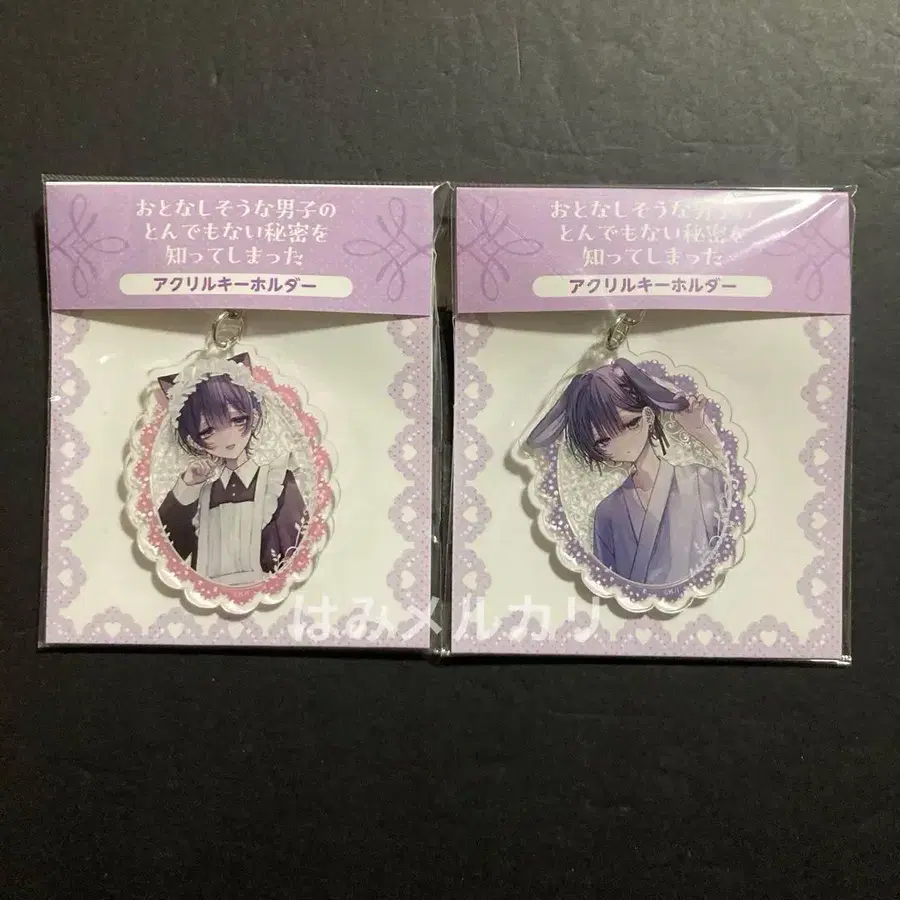 おとなしそうな男子の
とんでもない秘密を
知ってしまった
アクリルキーホルダー
おとなしそうな男子の
とんでもない秘密を
知ってしまった
アクリルキーホルダー
はみメルカリ